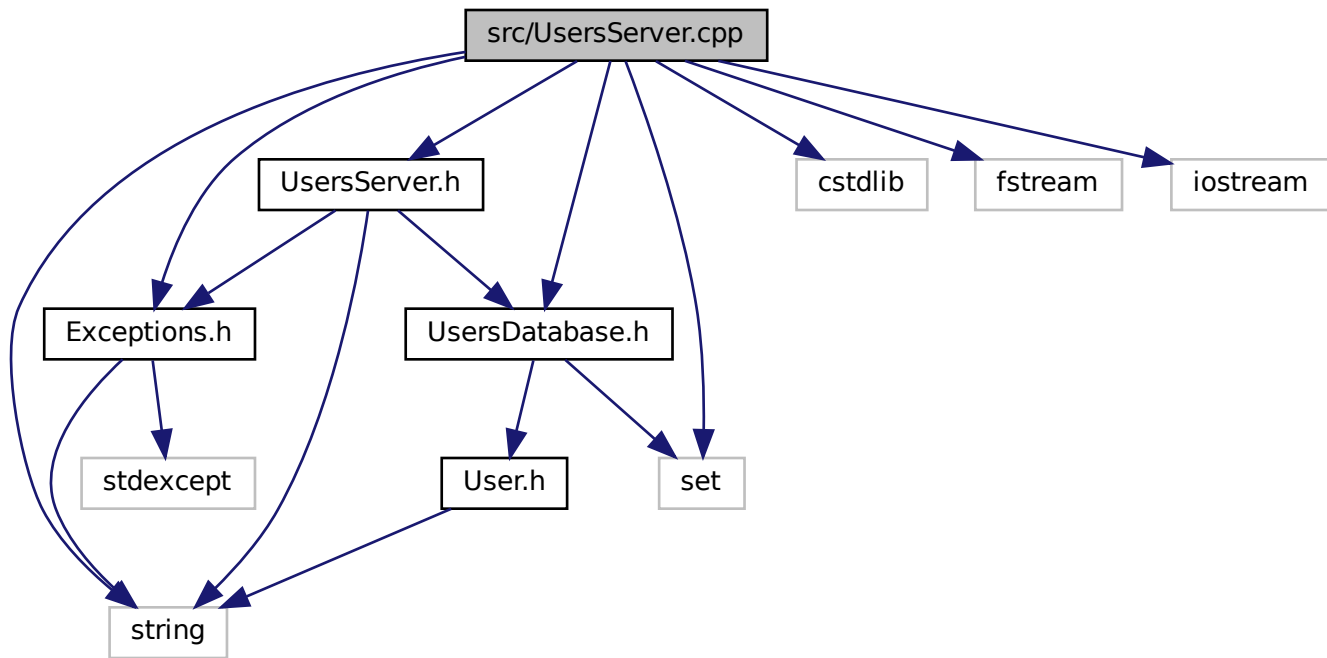 src/UsersServer.cpp
UsersServer.h
cstdlib
fstream
iostream
Exceptions.h
UsersDatabase.h
stdexcept
User.h
set
string